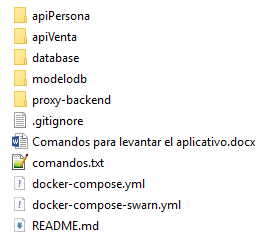 apiPersona
apiVenta
database
modelodb
proxy-backend
.gitignore
Comandos para levantar el aplicativo.docx
comandos.txt
docker-compose.yml
docker-compose-swarn.yml
README.md